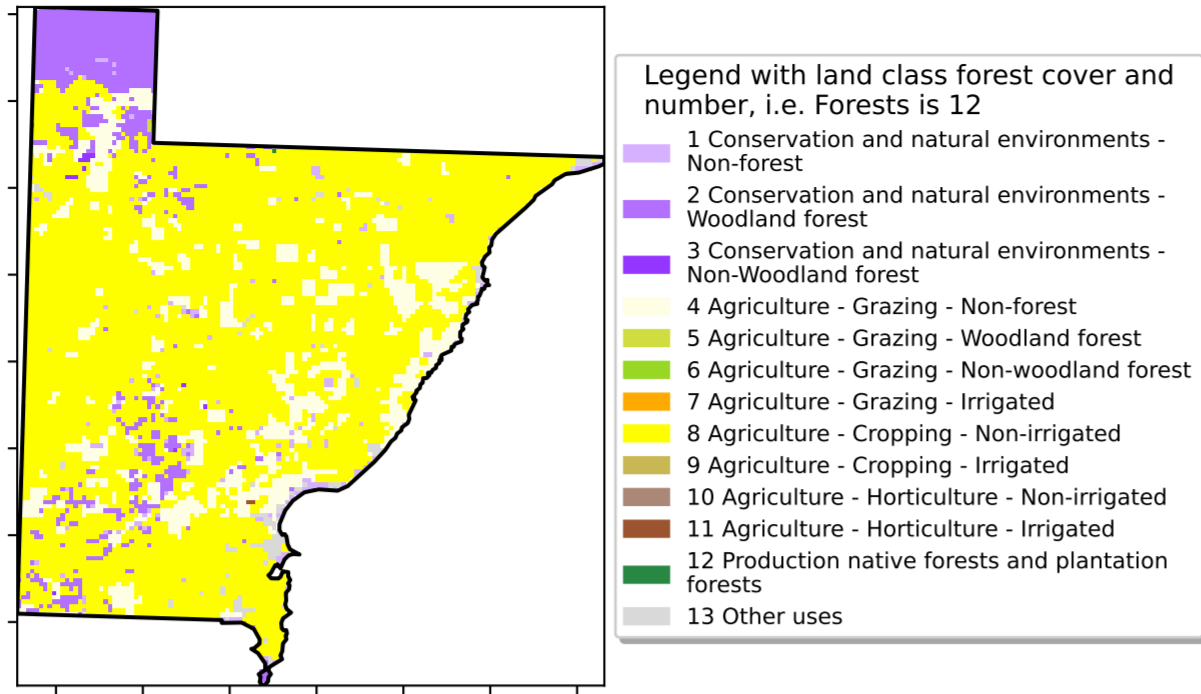 Legend with land class forest cover and
number, i.e. Forests is 12
1 Conservation and natural environments -
Non-forest
2 Conservation and natural environments -
Woodland forest
3 Conservation and natural environments -
Non-Woodland forest
4 Agriculture - Grazing - Non-forest
5 Agriculture - Grazing - Woodland forest
6 Agriculture - Grazing - Non-woodland forest
7 Agriculture - Grazing - Irrigated
8 Agriculture - Cropping - Non-irrigated
9 Agriculture - Cropping - Irrigated
10 Agriculture - Horticulture - Non-irrigated
11 Agriculture - Horticulture - Irrigated
12 Production native forests and plantation
forests
13 Other uses